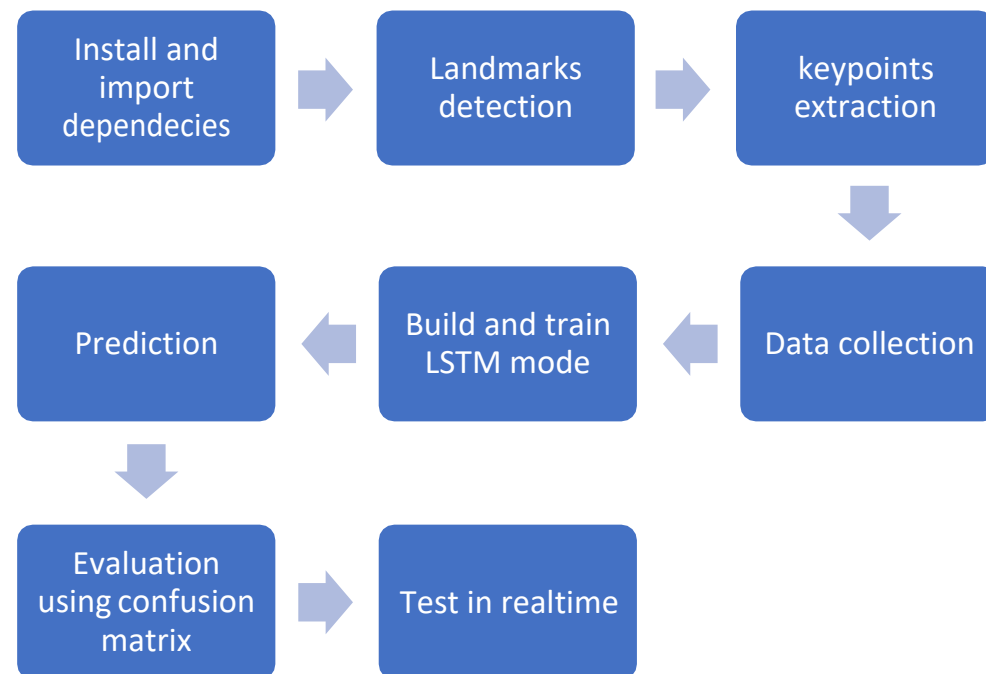 Install and
import
dependecies
Landmarks
detection
keypoints
extraction
Data collection
Build and train
LSTM mode
Prediction
Evaluation
using confusion
matrix
Test in realtime